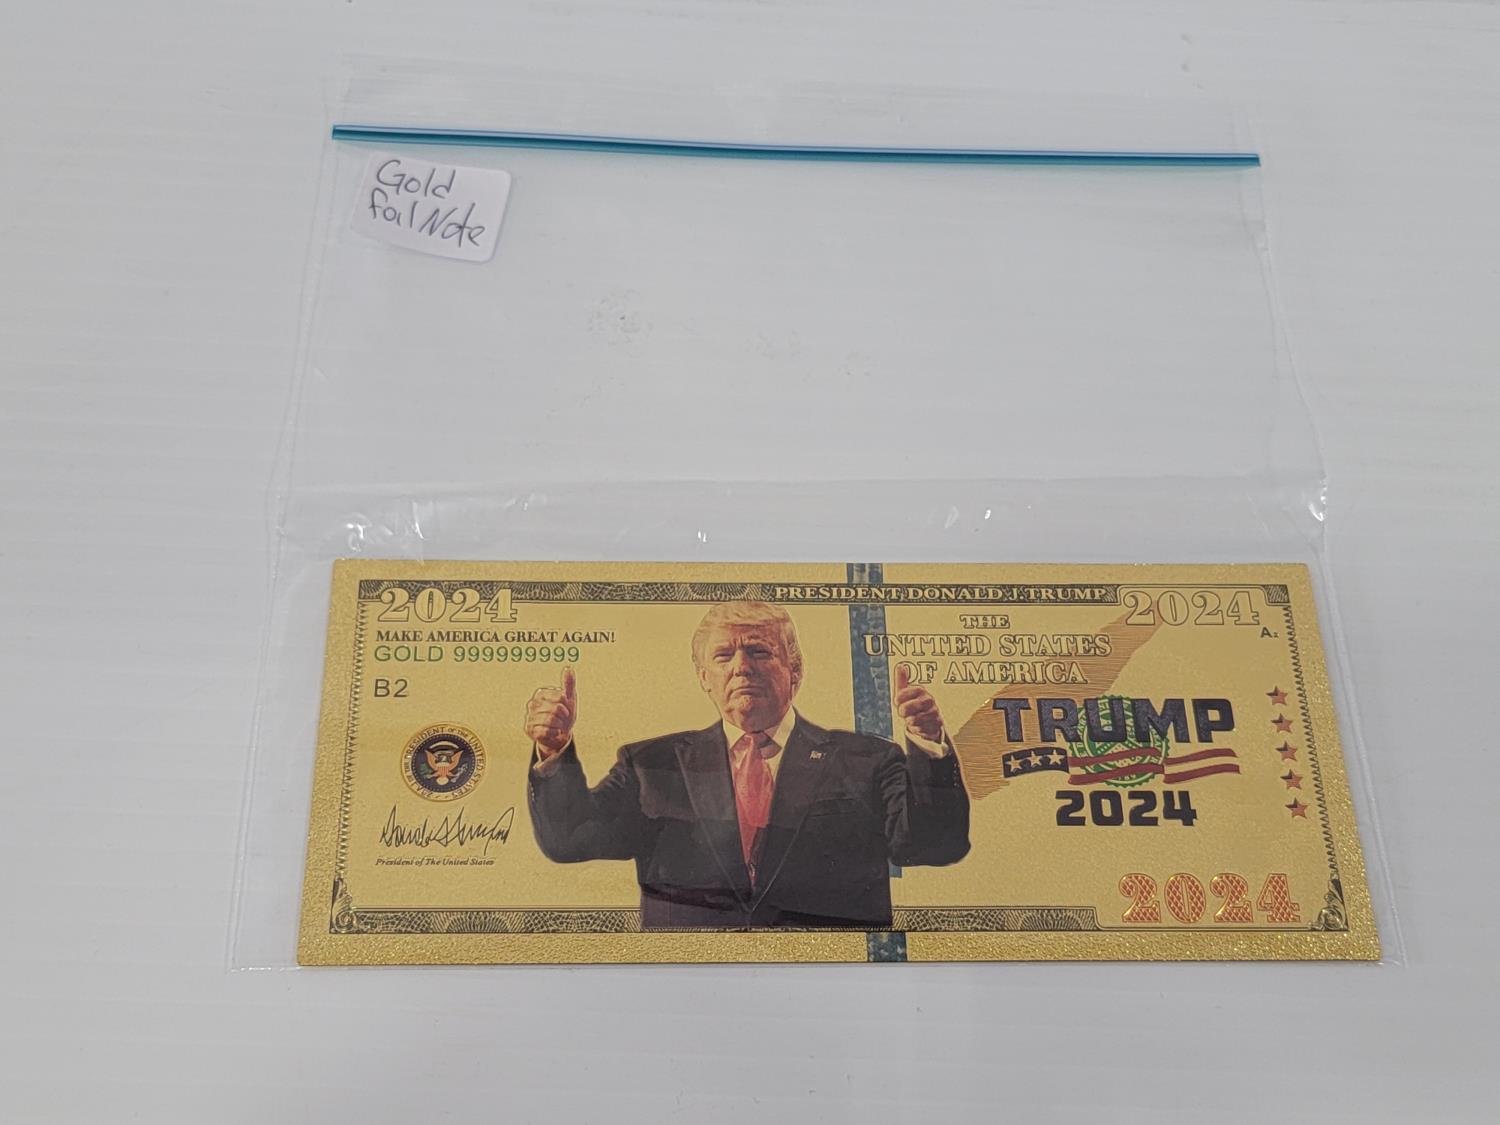 Gold
foil Note
2024
PRESIDENT DONALD J. TRUMP
2024
MAKE AMERICA GREAT AGAIN!
GOLD 999999999
B2
THE
UNITED STATES
OF AMERICA
A2
TRUMP
2024
President of The United States
2024